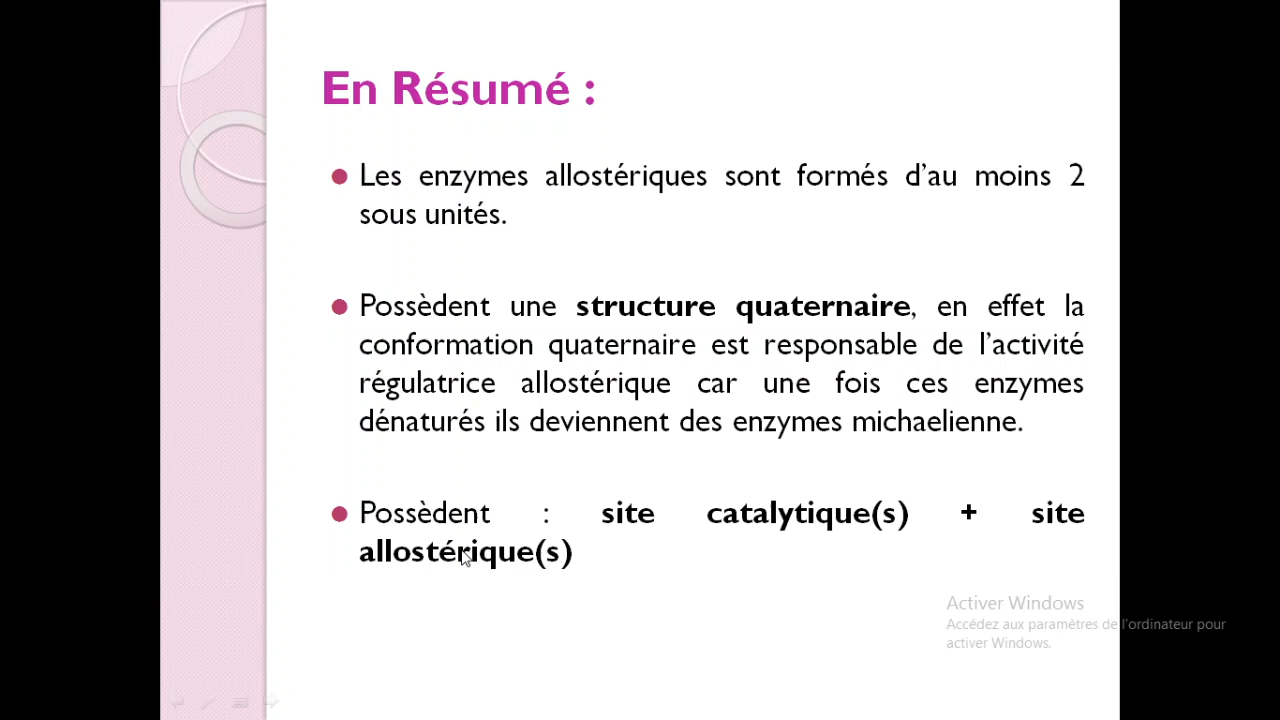 En Résumé :
Les enzymes allostériques sont formés d’au moins 2
sous unités.
Possèdent une structure quaternaire, en effet la
conformation quaternaire est responsable de l’activité
régulatrice allostérique car une fois ces enzymes
dénaturés ils deviennent des enzymes michaelienne.
Possèdent : site catalytique(s) + site
allostérique(s)
Activer Windows
Accédez aux paramètres de l'ordinateur pour
activer Windows.